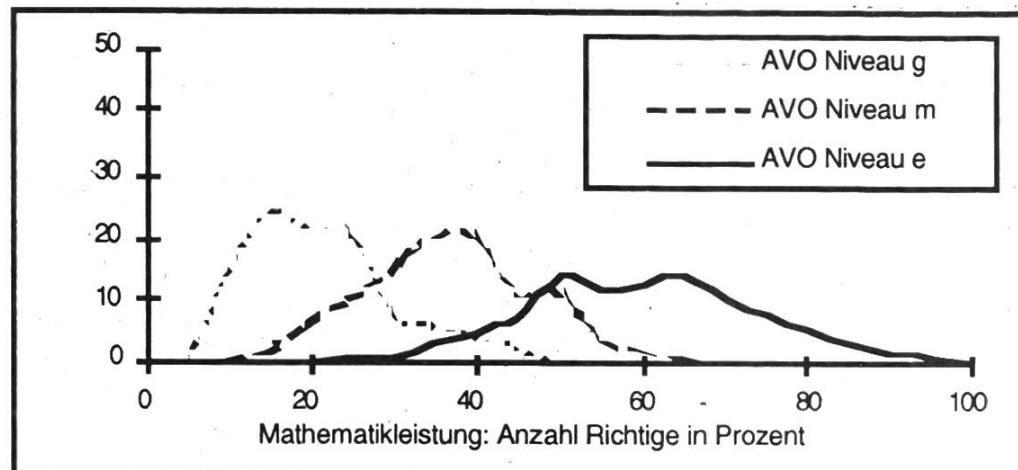 50
40
30
20
10
0
AVO Niveau g
AVO Niveau m
AVO Niveau e
0 20 40 60 80 100
Mathematikleistung: Anzahl Richtige in Prozent